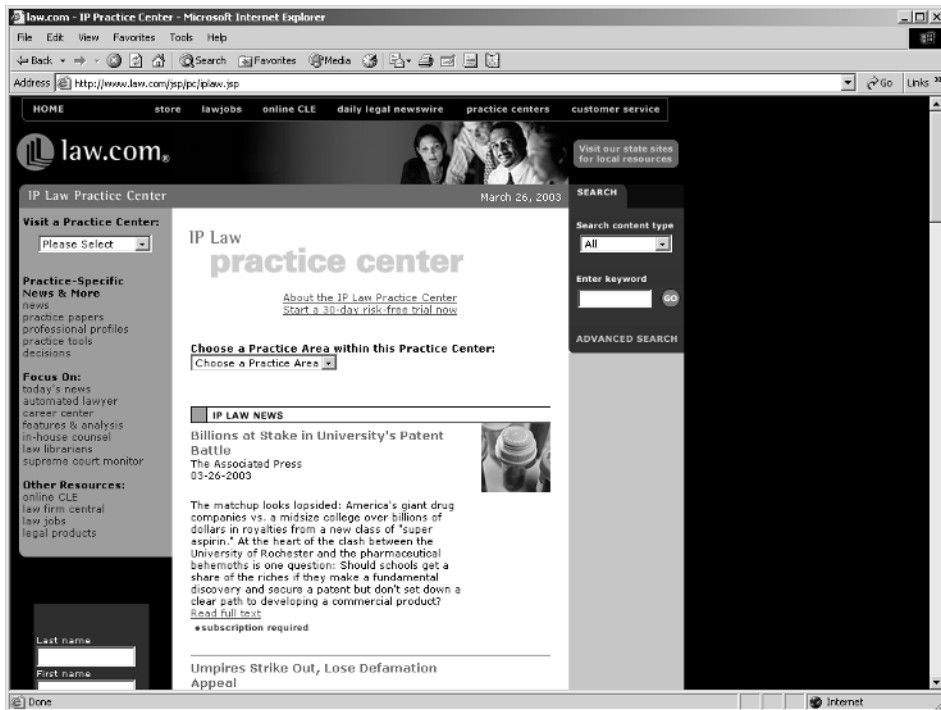 law.com - IP Practice Center - Microsoft Internet Explorer
File Edit View Favorites Tools Help
Back Search Favorites Media
Address http://www.law.com/jsp/pc/iplaw.jsp Go Links »
HOME store lawjobs online CLE daily legal newswire practice centers customer service
law.com®
Visit our state sites
for local resources
IP Law Practice Center March 26, 2003
SEARCH
Visit a Practice Center:
Please Select
Practice-Specific
News & More
news
practice papers
professional profiles
practice tools
decisions
Focus On:
today's news
automated lawyer
career center
features & analysis
in-house counsel
law librarians
supreme court monitor
Other Resources:
online CLE
law firm central
law jobs
legal products
Last name
First name
IP Law
practice center
About the IP Law Practice Center
Start a 30-day risk-free trial now
Choose a Practice Area within this Practice Center:
Choose a Practice Area
IP LAW NEWS
Billions at Stake in University's Patent
Battle
The Associated Press
03-26-2003
The matchup looks lopsided: America's giant drug
companies vs. a midsize college over billions of
dollars in royalties from a new class of "super
aspirin." At the heart of the clash between the
University of Rochester and the pharmaceutical
behemoths is one question: Should schools get a
share of the riches if they make a fundamental
discovery and secure a patent but don't set down a
clear path to developing a commercial product?
Read full text
•subscription required
Umpires Strike Out, Lose Defamation
Appeal
Search content type
All
Enter keyword
GO
ADVANCED SEARCH
Done Internet